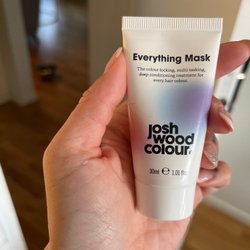 Everything Mask
The colour-locking, multi-tasking,
deep conditioning treatment for
every hair colour.
josh
wood
colour.
30ml ℮ 1.01 fl oz